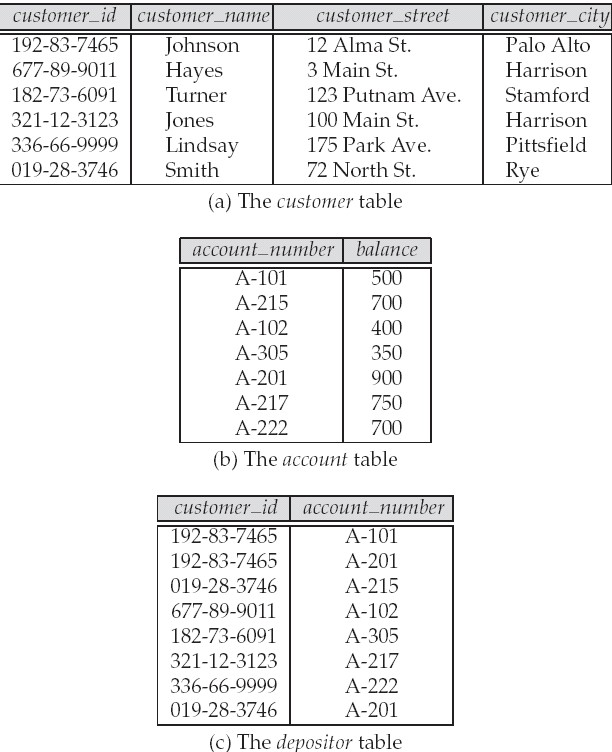 customer_id customer_name customer_street customer_city
192-83-7465 Johnson 12 Alma St. Palo Alto
677-89-9011 Hayes 3 Main St. Harrison
182-73-6091 Turner 123 Putnam Ave. Stamford
321-12-3123 Jones 100 Main St. Harrison
336-66-9999 Lindsay 175 Park Ave. Pittsfield
019-28-3746 Smith 72 North St. Rye
(a) The customer table
account_number balance
A-101 500
A-215 700
A-102 400
A-305 350
A-201 900
A-217 750
A-222 700
(b) The account table
customer_id account_number
192-83-7465 A-101
192-83-7465 A-201
019-28-3746 A-215
677-89-9011 A-102
182-73-6091 A-305
321-12-3123 A-217
336-66-9999 A-222
019-28-3746 A-201
(c) The depositor table